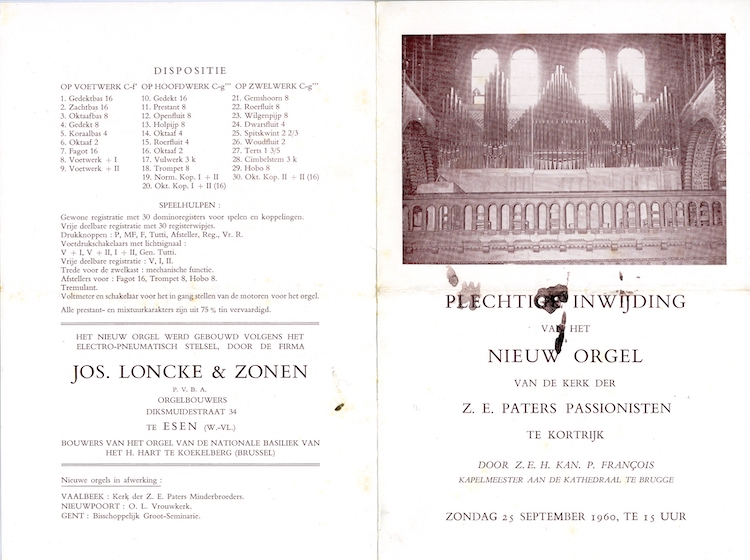 DISPOSITIE
OP VOETWERK C-f' OP HOOFDWERK C-g''' OP ZWELWERK C-g'''
1. Gedektbas 16
2. Zachtbas 16
3. Oktaafbas 8
4. Gedekt 8
5. Koraalbas 4
6. Oktaaf 2
7. Fagot 16
8. Voetwerk + I
9. Voetwerk + II
10. Gedekt 16
11. Prestant 8
12. Openfluit 8
13. Holpijp 8
14. Oktaaf 4
15. Roerfluit 4
16. Oktaaf 2
17. Vulwerk 3 k
18. Trompet 8
19. Norm. Kop. I + II
20. Okt. Kop. I + II (16)
21. Gemshoorn 8
22. Roerfluit 8
23. Wilgenpijp 8
24. Dwarsfluit 4
25. Spitskwint 2 2/3
26. Woudfluit 2
27. Terts 1 3/5
28. Cimbelstem 3 k
29. Hobo 8
30. Okt. Kop. II + II (16)
SPEELHULPEN :
Gewone registratie met 30 dominoregisters voor spelen en koppelingen.
Vrije deelbare registratie met 30 registerwipjes.
Drukknoppen : P, MF, F, Tutti, Afsteller, Reg., Vr. R.
Voetdrukschakelaars met lichtsignaal :
V + I, V + II, I + II, Gen. Tutti.
Vrije deelbare registratie : V, I, II.
Trede voor de zwelkast : mechanische functie.
Afstellers voor : Fagot 16, Trompet 8, Hobo 8.
Tremulant.
Voltmeter en schakelaar voor het in gang stellen van de motoren voor het orgel.
Alle prestant- en mixtuurkarakters zijn uit 75 % tin vervaardigd.
HET NIEUW ORGEL WERD GEBOUWD VOLGENS HET
ELECTRO-PNEUMATISCH STELSEL, DOOR DE FIRMA
JOS. LONCKE & ZONEN
P. V. B. A.
ORGELBOUWERS
DIKSMUIDESTRAAT 34
TE ESEN (W.-VL.)
BOUWERS VAN HET ORGEL VAN DE NATIONALE BASILIEK VAN
HET H. HART TE KOEKELBERG (BRUSSEL)
Nieuwe orgels in afwerking :
VAALBEEK : Kerk der Z. E. Paters Minderbroeders.
NIEUWPOORT : O. L. Vrouwkerk.
GENT : Bisschoppelijk Groot-Seminarie.
PLECHTIGE INWIJDING
VAN HET
NIEUW ORGEL
VAN DE KERK DER
Z. E. PATERS PASSIONISTEN
TE KORTRIJK
DOOR Z. E. H. KAN. P. FRANÇOIS
KAPELMEESTER AAN DE KATHEDRAAL TE BRUGGE
ZONDAG 25 SEPTEMBER 1960, TE 15 UUR